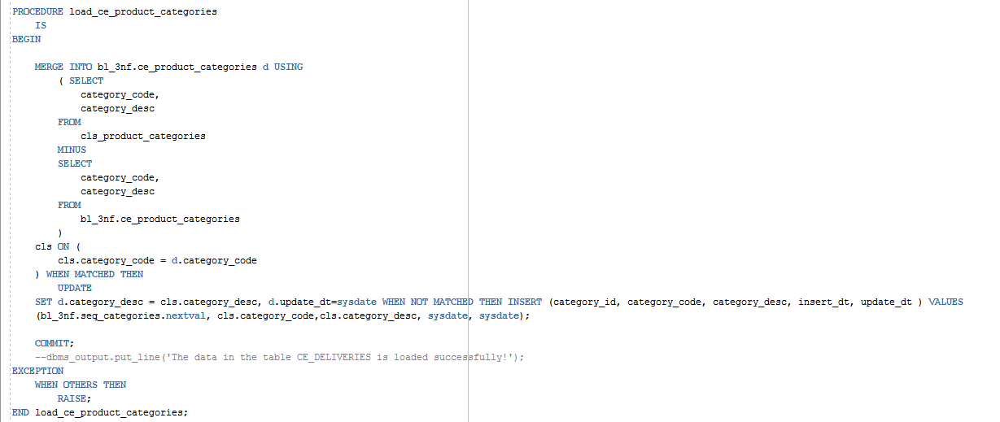 PROCEDURE load_ce_product_categories
IS
BEGIN
MERGE INTO bl_3nf.ce_product_categories d USING
( SELECT
category_code,
category_desc
FROM
cls_product_categories
MINUS
SELECT
category_code,
category_desc
FROM
bl_3nf.ce_product_categories
)
cls ON (
cls.category_code = d.category_code
) WHEN MATCHED THEN
UPDATE
SET d.category_desc = cls.category_desc, d.update_dt=sysdate WHEN NOT MATCHED THEN INSERT (category_id, category_code, category_desc, insert_dt, update_dt ) VALUES
(bl_3nf.seq_categories.nextval, cls.category_code,cls.category_desc, sysdate, sysdate);
COMMIT;
--dbms_output.put_line('The data in the table CE_DELIVERIES is loaded successfully!');
EXCEPTION
WHEN OTHERS THEN
RAISE;
END load_ce_product_categories;